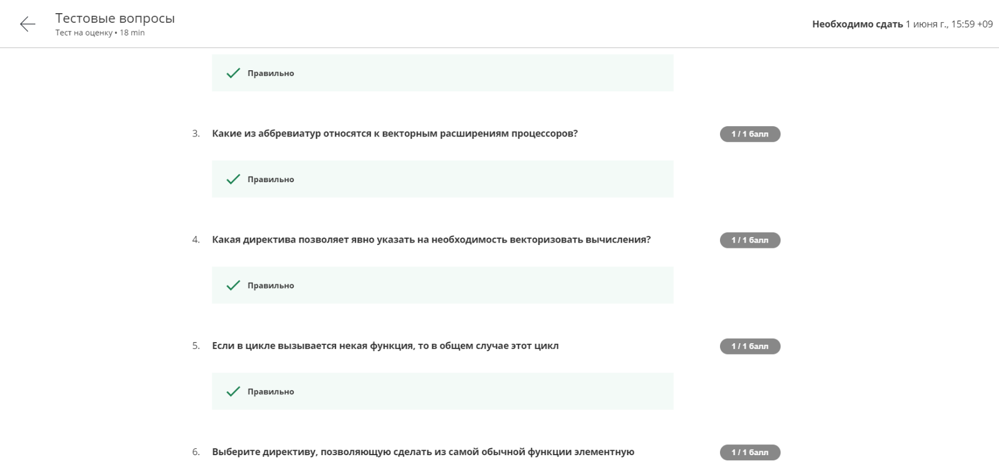 Тестовые вопросы
Тест на оценку • 18 min
Необходимо сдать 1 июня г., 15:59 +09
Правильно
3. Какие из аббревиатур относятся к векторным расширениям процессоров?
1 / 1 балл
Правильно
4. Какая директива позволяет явно указать на необходимость векторизовать вычисления?
1 / 1 балл
Правильно
5. Если в цикле вызывается некая функция, то в общем случае этот цикл
1 / 1 балл
Правильно
6. Выберите директиву, позволяющую сделать из самой обычной функции элементную
1 / 1 балл